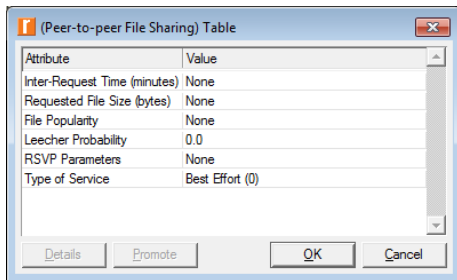 (Peer-to-peer File Sharing) Table
Attribute Value
Inter-Request Time (minutes) None
Requested File Size (bytes) None
File Popularity None
Leecher Probability 0.0
RSVP Parameters None
Type of Service Best Effort (0)
Details Promote OK Cancel